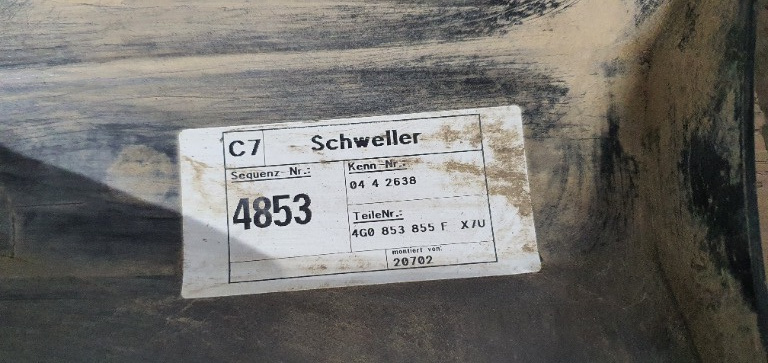 C7 Schweller
Sequenz-Nr.:
4853
Kenn-Nr.:
04 4 2638
TeileNr.:
4G0 853 855 F X7U
montiert von:
20702